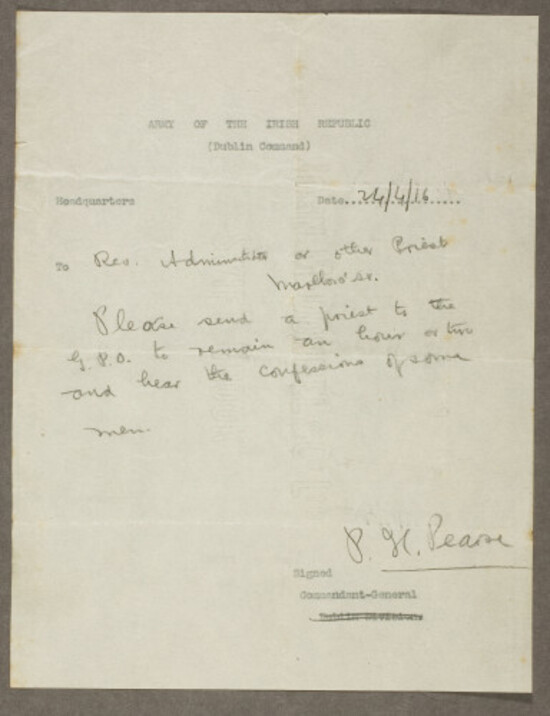 ARMY OF THE IRISH REPUBLIC
(Dublin Command)
Headquarters Date...24/4/16.....
To Rev. Administrator or other Priest
Marlboro' St.
Please send a priest to the
G.P.O. to remain an hour or two
and hear the confessions of some
men.
P. H. Pearse
Signed
Commandant-General
Dublin Division